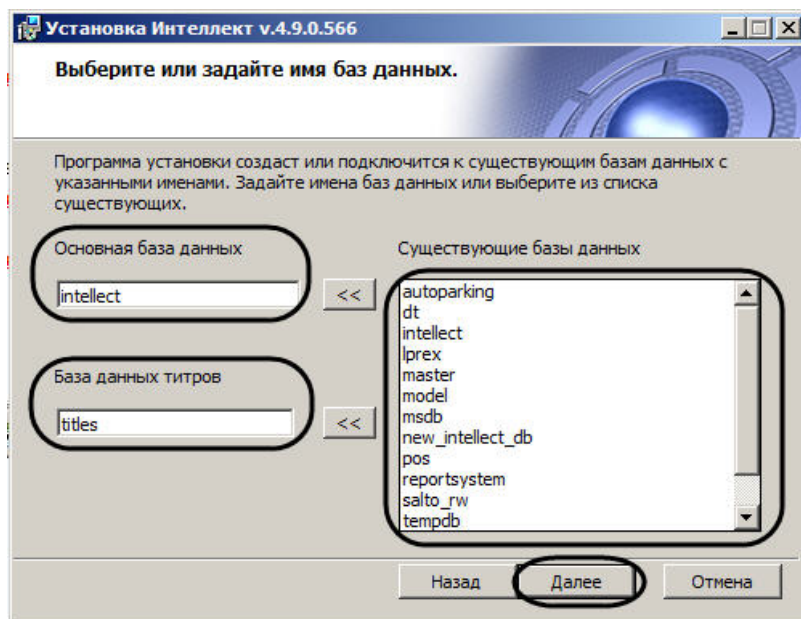 Установка Интеллект v.4.9.0.566
Выберите или задайте имя баз данных.
Программа установки создаст или подключится к существующим базам данных с
указанными именами. Задайте имена баз данных или выберите из списка
существующих.
Основная база данных
intellect
<<
База данных титров
titles
<<
Существующие базы данных
autoparking
dt
intellect
lprex
master
model
msdb
new_intellect_db
pos
reportsystem
salto_rw
tempdb
Назад
Далее
Отмена